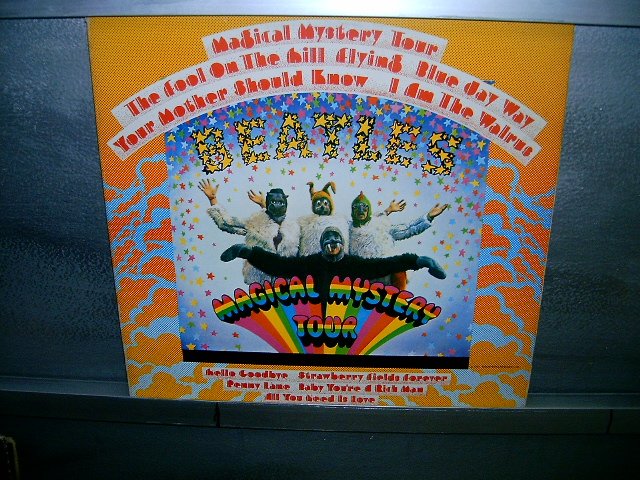 Magical Mystery Tour
The Fool On The Hill Flying Blue day Way
Your Mother Should Know I Am The Walrus
BEATLES
MAGICAL MYSTERY
TOUR
Hello Goodbye Strawberry Fields Forever
Penny Lane Baby You're A Rich Man
All You Need Is Love